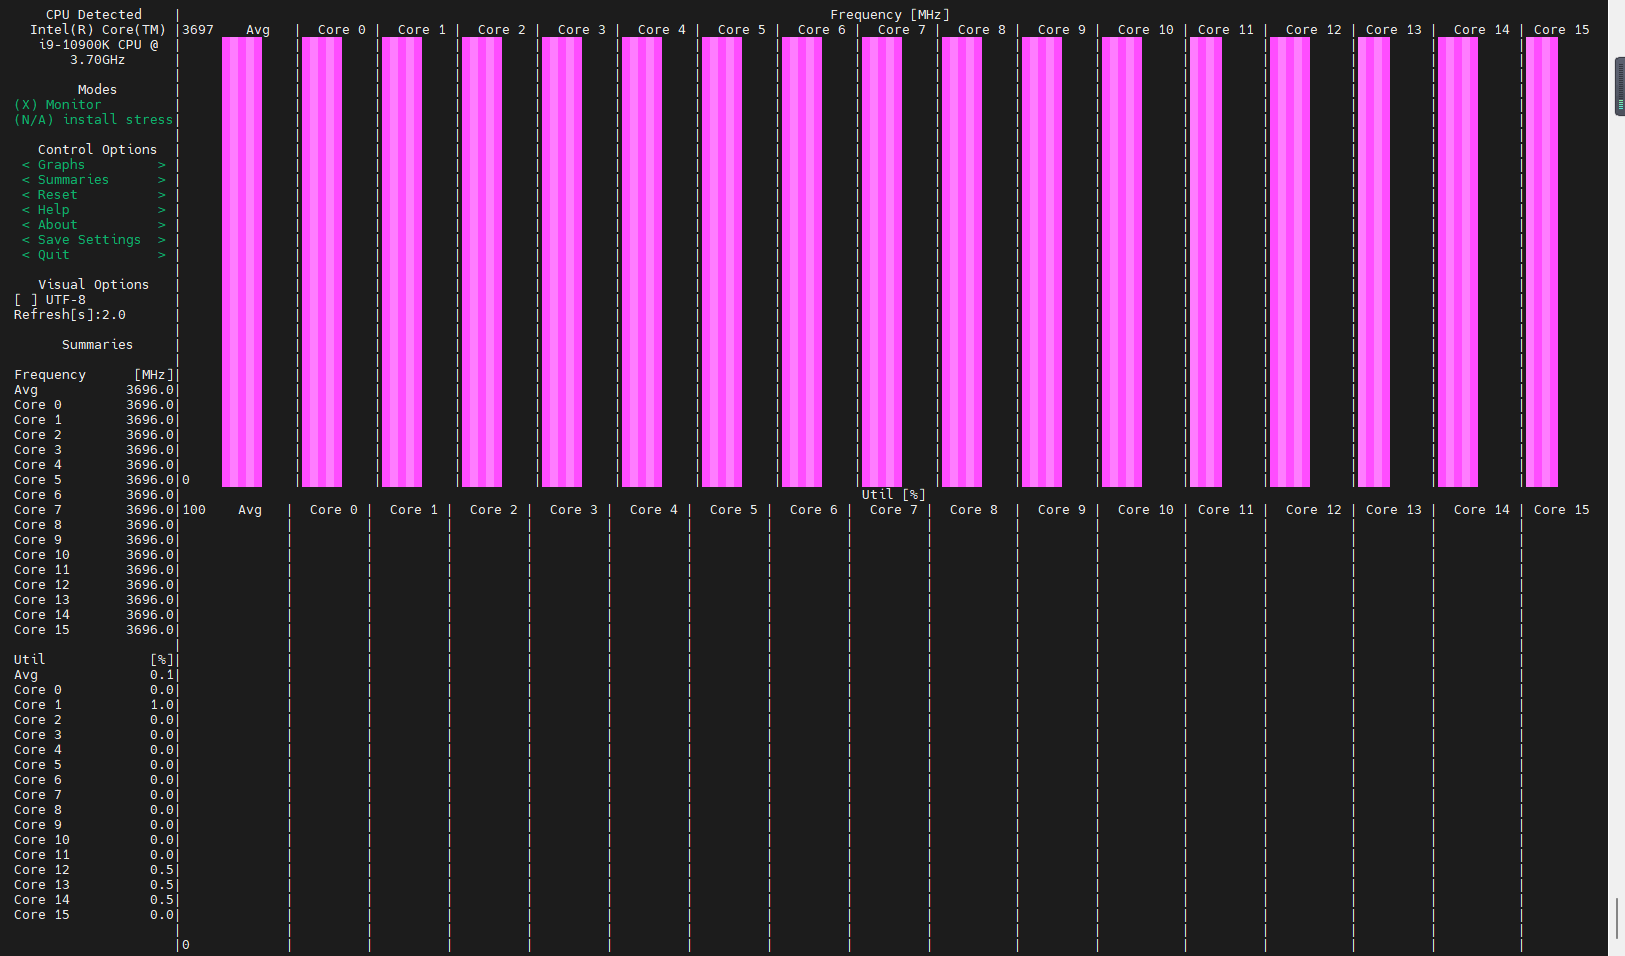 CPU Detected
Intel(R) Core(TM)
i9-10900K CPU @
3.70GHz
Modes
(X) Monitor
(N/A) install stress
Control Options
< Graphs >
< Summaries >
< Reset >
< Help >
< About >
< Save Settings >
< Quit >
Visual Options
[ ] UTF-8
Refresh[s]:2.0
Summaries
Frequency [MHz]
Avg 3696.0
Core 0 3696.0
Core 1 3696.0
Core 2 3696.0
Core 3 3696.0
Core 4 3696.0
Core 5 3696.0
Core 6 3696.0
Core 7 3696.0
Core 8 3696.0
Core 9 3696.0
Core 10 3696.0
Core 11 3696.0
Core 12 3696.0
Core 13 3696.0
Core 14 3696.0
Core 15 3696.0
Util [%]
Avg 0.1
Core 0 0.0
Core 1 1.0
Core 2 0.0
Core 3 0.0
Core 4 0.0
Core 5 0.0
Core 6 0.0
Core 7 0.0
Core 8 0.0
Core 9 0.0
Core 10 0.0
Core 11 0.0
Core 12 0.5
Core 13 0.5
Core 14 0.5
Core 15 0.0
Frequency [MHz]
3697 Avg Core 0 Core 1 Core 2 Core 3 Core 4 Core 5 Core 6 Core 7 Core 8 Core 9 Core 10 Core 11 Core 12 Core 13 Core 14 Core 15
0
Util [%]
100 Avg Core 0 Core 1 Core 2 Core 3 Core 4 Core 5 Core 6 Core 7 Core 8 Core 9 Core 10 Core 11 Core 12 Core 13 Core 14 Core 15
0